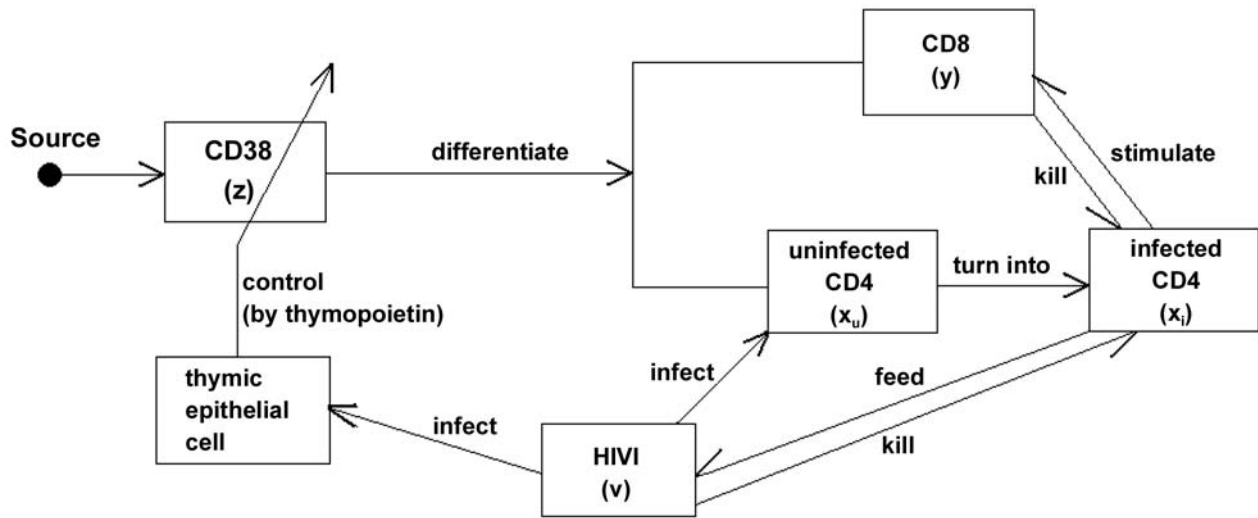 CD8
(y)
Source
CD38
(z)
differentiate
stimulate
kill
uninfected
CD4
(xᵤ)
turn into
infected
CD4
(xᵢ)
control
(by thymopoietin)
thymic
epithelial
cell
infect
infect
HIVI
(v)
feed
kill